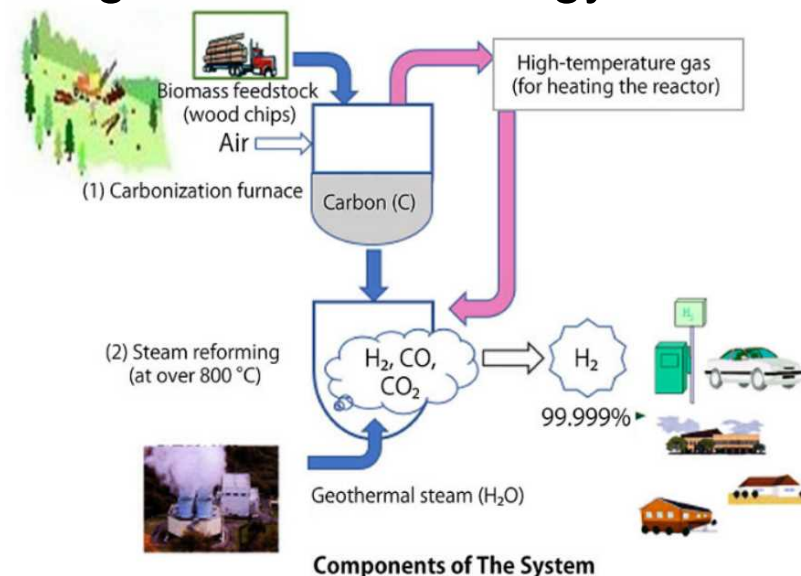 Biomass feedstock
(wood chips)
Air
High-temperature gas
(for heating the reactor)
(1) Carbonization furnace
Carbon (C)
(2) Steam reforming
(at over 800 °C)
H₂, CO,
CO₂
H₂
H₂
99.999%
Geothermal steam (H₂O)
Components of The System